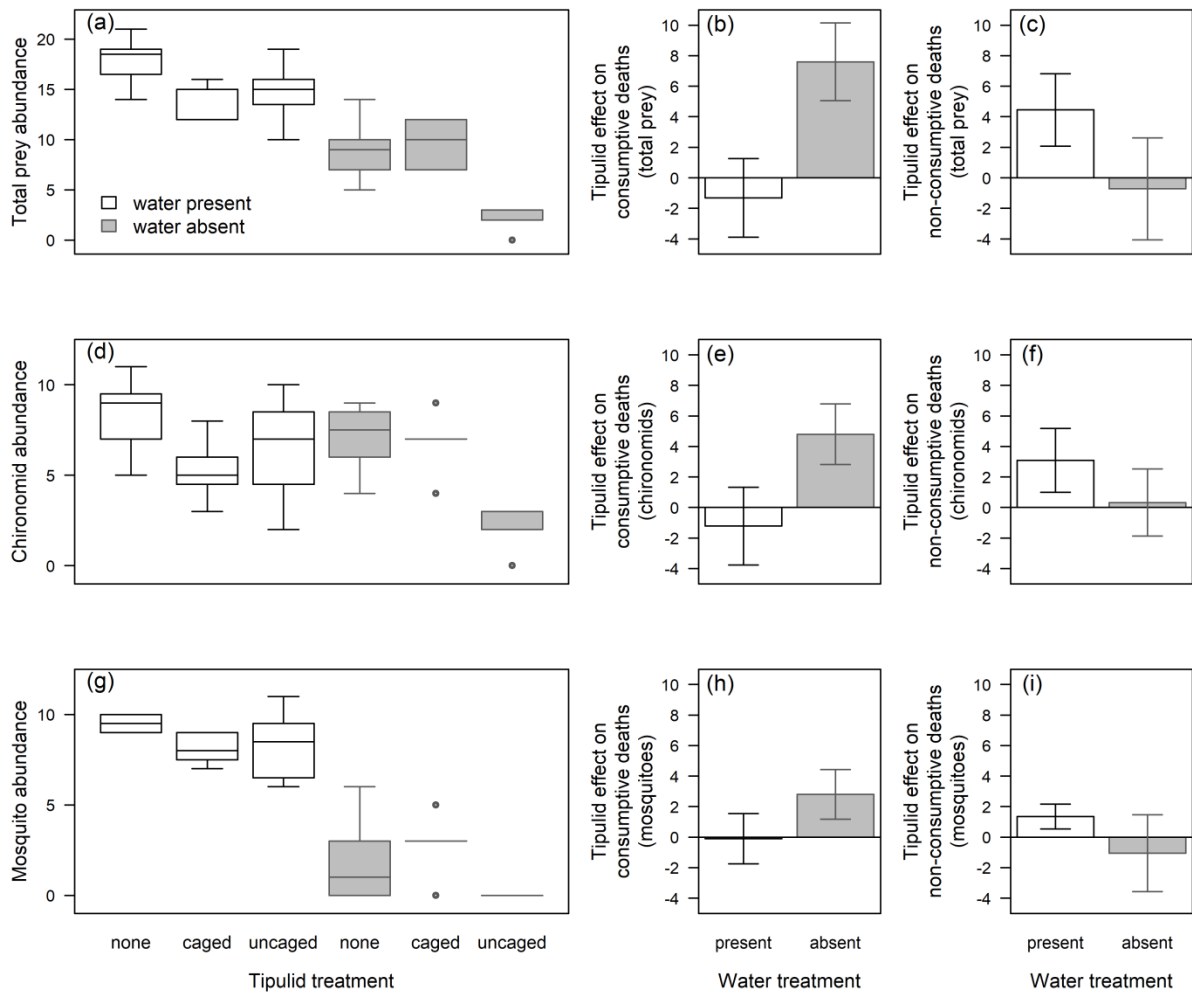 (a)
Total prey abundance
20
15
10
5
0
water present
water absent
(b)
Tipulid effect on
consumptive deaths
(total prey)
10
8
6
4
2
0
-2
-4
(c)
Tipulid effect on
non-consumptive deaths
(total prey)
10
8
6
4
2
0
-2
-4
(d)
Chironomid abundance
10
5
0
(e)
Tipulid effect on
consumptive deaths
(chironomids)
10
8
6
4
2
0
-2
-4
(f)
Tipulid effect on
non-consumptive deaths
(chironomids)
10
8
6
4
2
0
-2
-4
(g)
Mosquito abundance
10
5
0
none caged uncaged none caged uncaged
Tipulid treatment
(h)
Tipulid effect on
consumptive deaths
(mosquitoes)
10
8
6
4
2
0
-2
-4
present absent
Water treatment
(i)
Tipulid effect on
non-consumptive deaths
(mosquitoes)
10
8
6
4
2
0
-2
-4
present absent
Water treatment